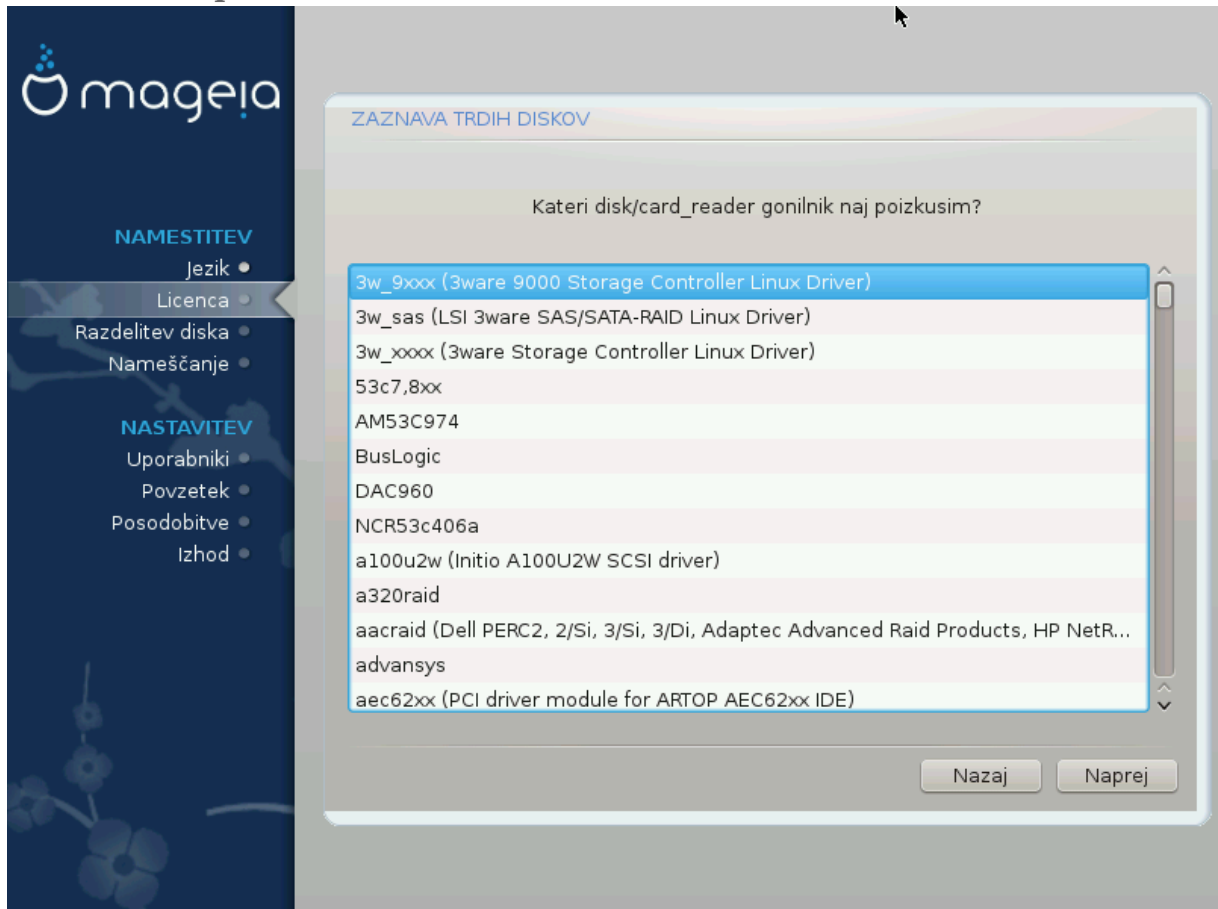 mageia
NAMESTITEV
Jezik
Licenca
Razdelitev diska
Nameščanje
NASTAVITEV
Uporabniki
Povzetek
Posodobitve
Izhod
ZAZNAVA TRDIH DISKOV
Kateri disk/card_reader gonilnik naj poizkusim?
3w_9xxx (3ware 9000 Storage Controller Linux Driver)
3w_sas (LSI 3ware SAS/SATA-RAID Linux Driver)
3w_xxxx (3ware Storage Controller Linux Driver)
53c7,8xx
AM53C974
BusLogic
DAC960
NCR53c406a
a100u2w (Initio A100U2W SCSI driver)
a320raid
aacraid (Dell PERC2, 2/Si, 3/Si, 3/Di, Adaptec Advanced Raid Products, HP NetR...
advansys
aec62xx (PCI driver module for ARTOP AEC62xx IDE)
Nazaj
Naprej